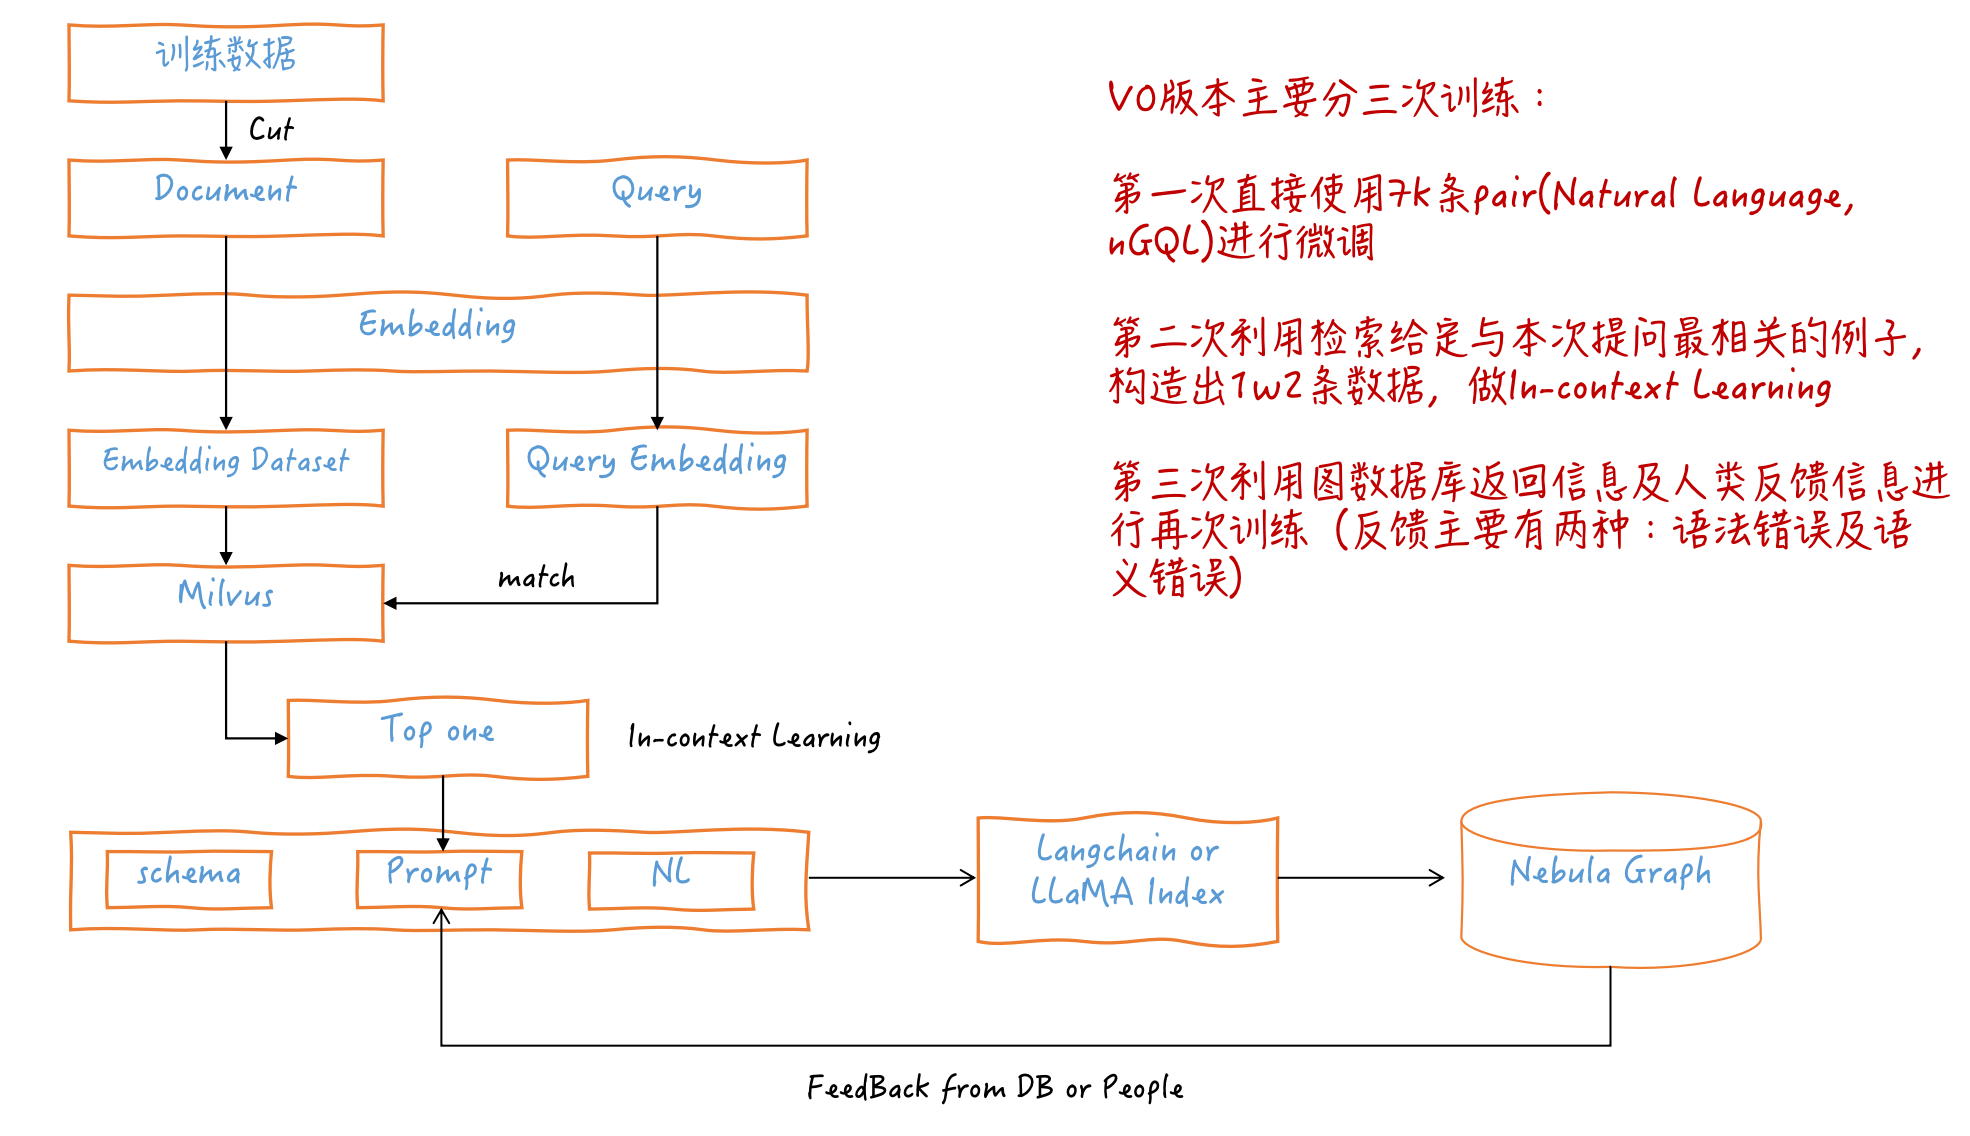 训练数据
Cut
Document
Query
Embedding
Embedding Dataset
Query Embedding
Milvus
match
Top one
In-context Learning
schema
Prompt
NL
Langchain or
LLaMA Index
Nebula Graph
FeedBack from DB or People
V0版本主要分三次训练：
第一次直接使用7k条pair(Natural Language,
nGQL)进行微调
第二次利用检索给定与本次提问最相关的例子，
构造出1w2条数据，做In-context Learning
第三次利用图数据库返回信息及人类反馈信息进
行再次训练（反馈主要有两种：语法错误及语
义错误）